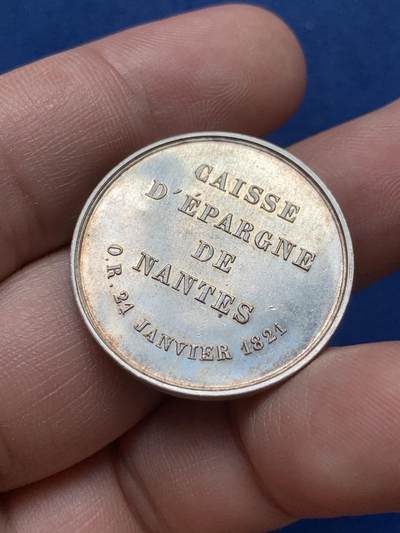 CAISSE
D'ÉPARGNE
DE
NANTES
O.R. 24 JANVIER 1821